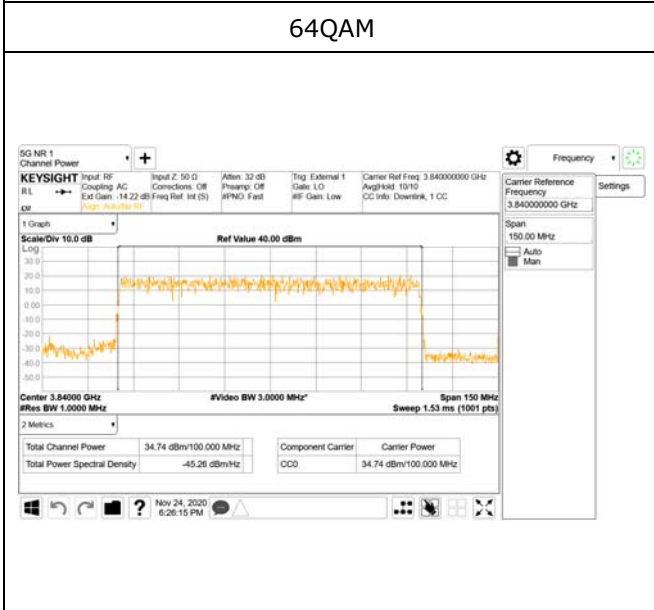 64QAM
5G NR 1
Channel Power
+
Frequency
KEYSIGHT Input: RF Input Z: 50 Ω Atten: 32 dB Trig: External 1 Carrier Ref Freq: 3.840000000 GHz
RL Coupling: AC Corrections: Off Preamp: Off Gate: LO Avg|Hold: 10/10
Ext Gain: -14.22 dB Freq Ref: Int (S) #PNO: Fast #IF Gain: Low CC Info: Downlink, 1 CC
Align: Auto/No RF
Carrier Reference Frequency
3.840000000 GHz
Settings
Span
150.00 MHz
Auto
Man
1 Graph
Scale/Div 10.0 dB Ref Value 40.00 dBm
Log
30.0
20.0
10.0
0.00
-10.0
-20.0
-30.0
-40.0
-50.0
Center 3.84000 GHz #Video BW 3.0000 MHz* Span 150 MHz
#Res BW 1.0000 MHz Sweep 1.53 ms (1001 pts)
2 Metrics
Total Channel Power 34.74 dBm/100.000 MHz Component Carrier Carrier Power
Total Power Spectral Density -45.26 dBm/Hz CC0 34.74 dBm/100.000 MHz
?
Nov 24, 2020
6:26:15 PM